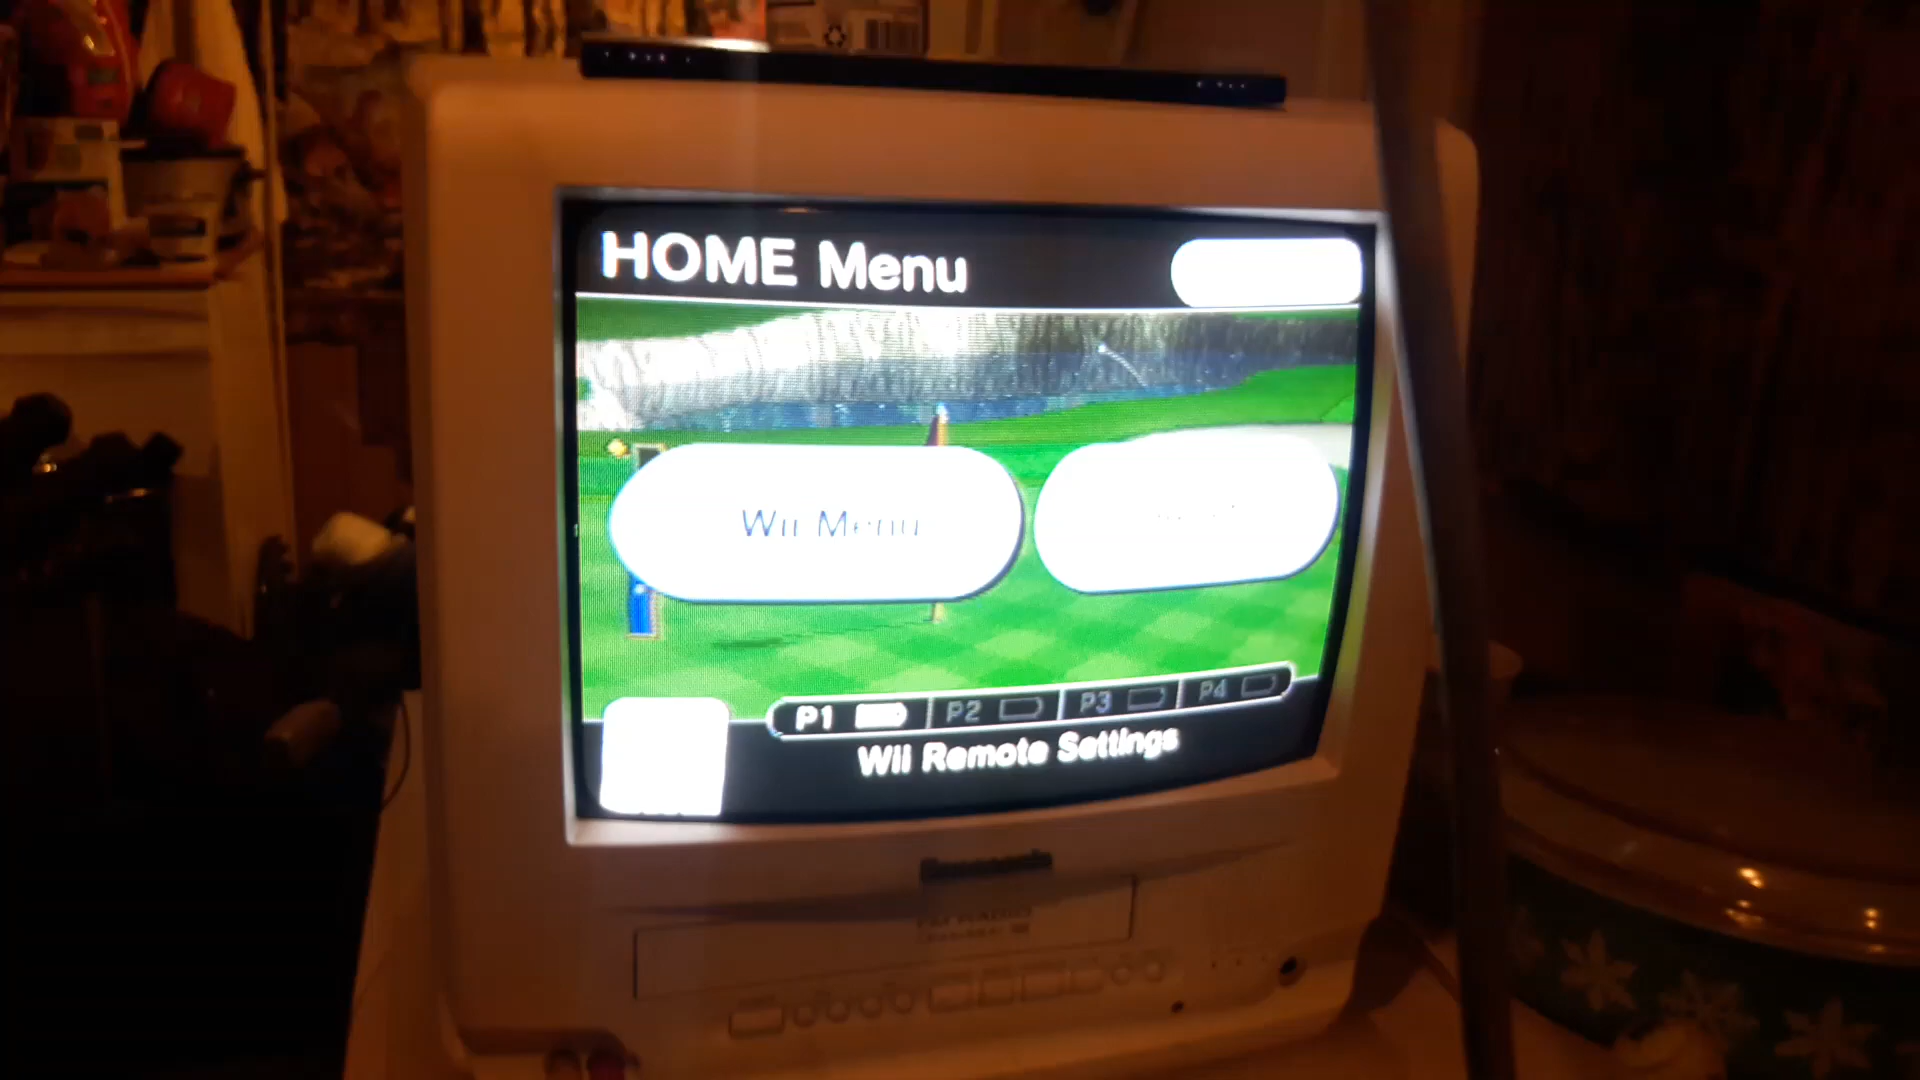 HOME Menu
Wii Menu
P1 P2 P3 P4
Wii Remote Settings